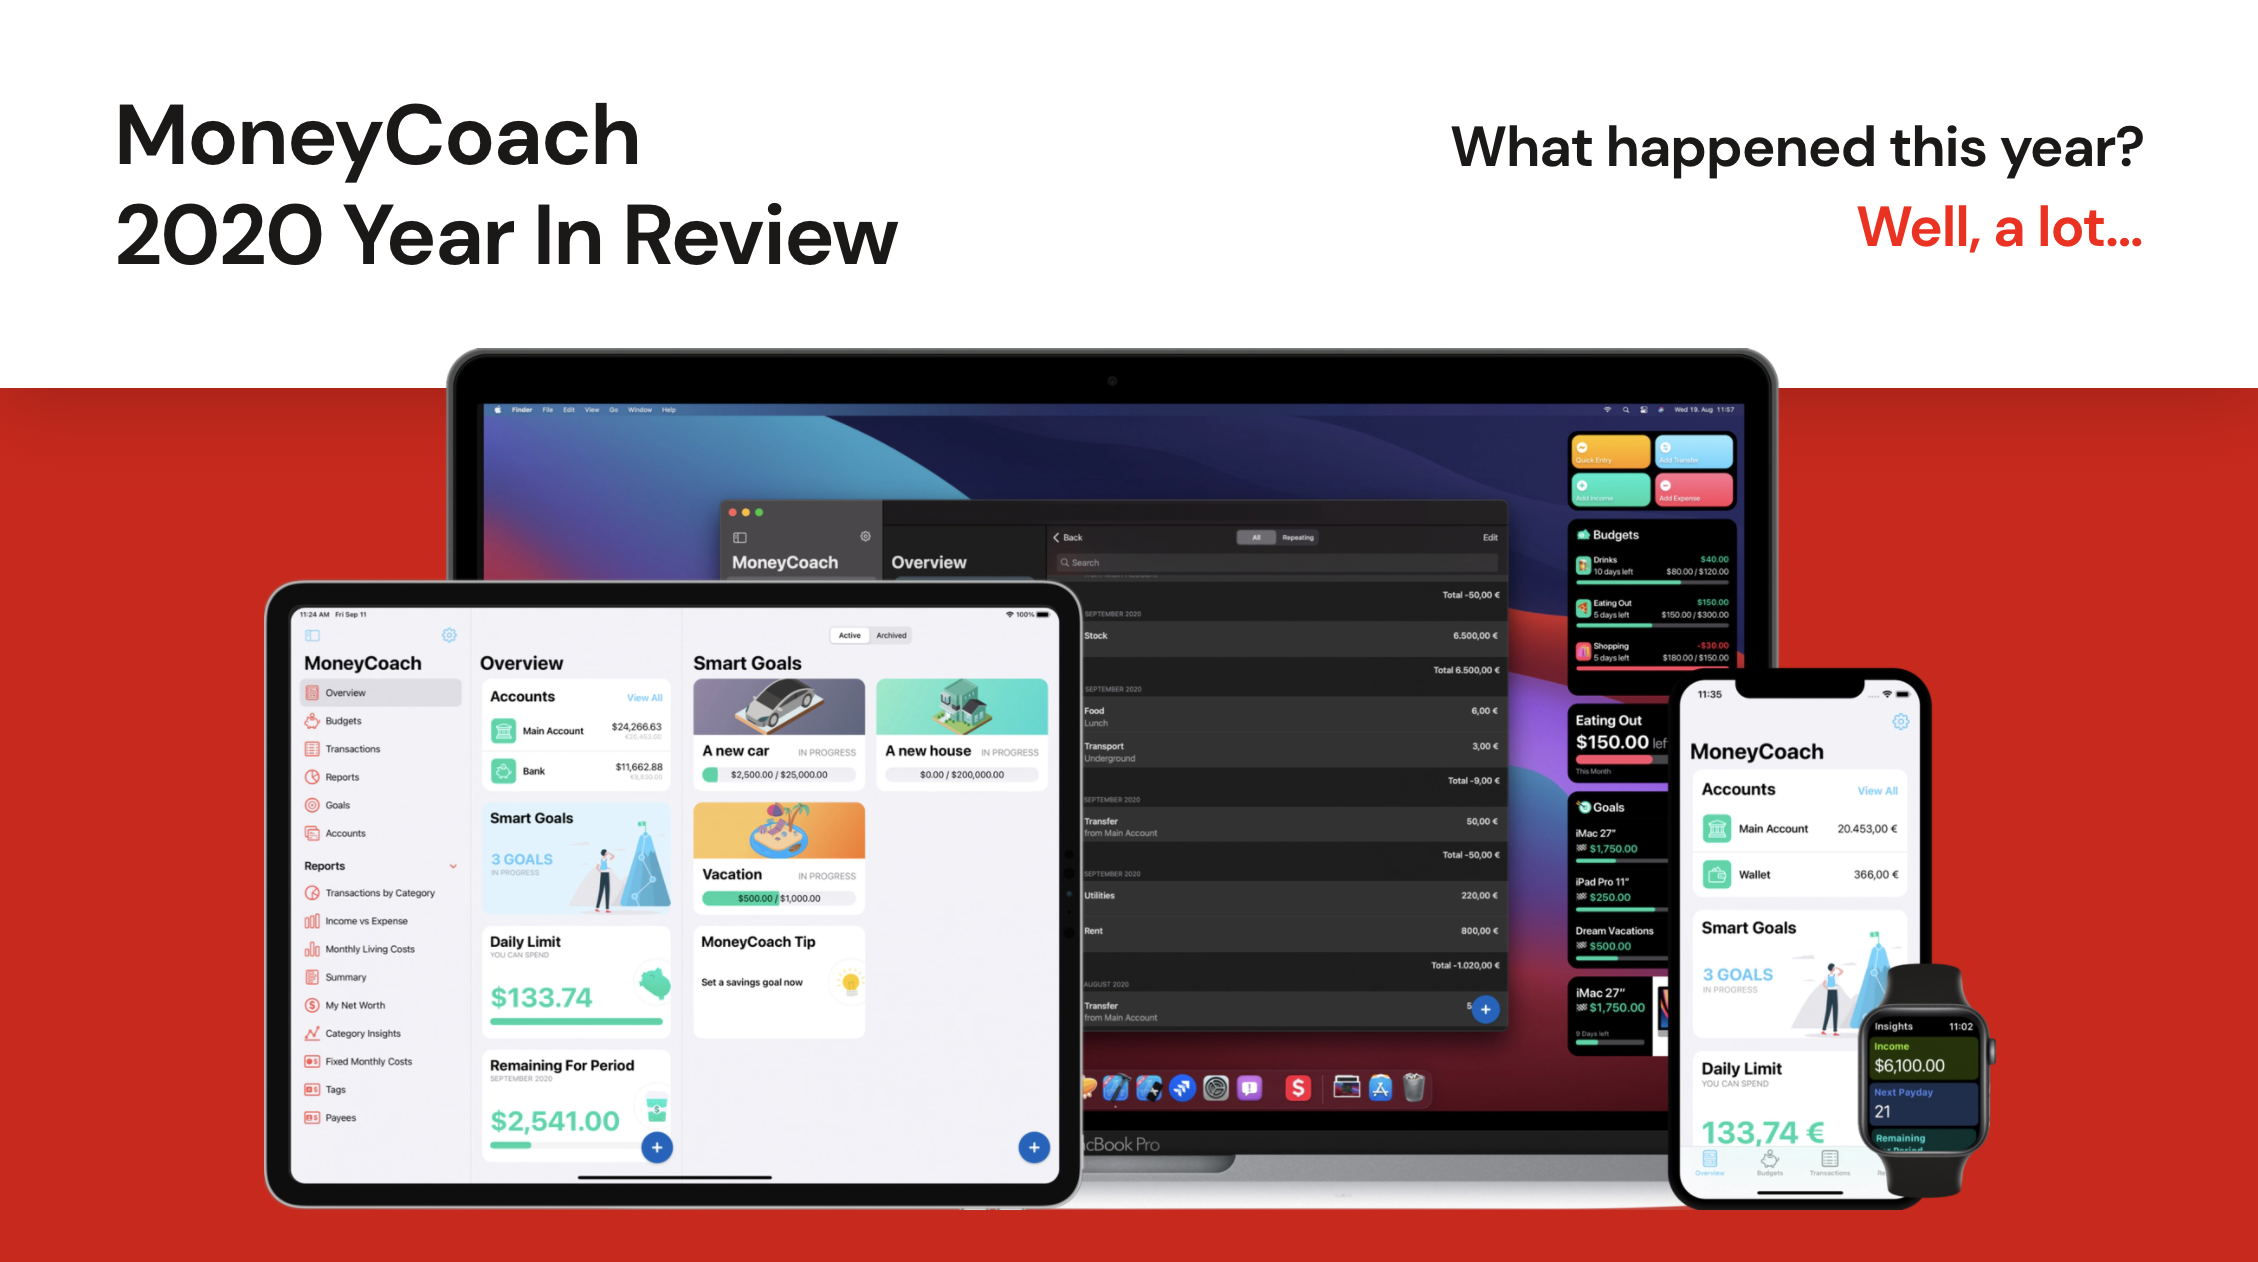 MoneyCoach
2020 Year In Review
What happened this year?
Well, a lot...
Finder File Edit View Go Window Help
Wed 19. Aug 11:57
Quick Entry
Add Transfer
Add Income
Add Expense
Budgets
Drinks $40.00
10 days left $80.00 / $120.00
Eating Out $150.00
5 days left $150.00 / $300.00
Shopping -$30.00
5 days left $180.00 / $150.00
Eating Out
$150.00 lef
This Month
Goals
iMac 27"
$1,750.00
iPad Pro 11"
$250.00
Dream Vacations
$500.00
iMac 27"
$1,750.00
9 Days left
MoneyCoach
Overview
Back
All Repeating
Edit
Search
Total -50,00 €
SEPTEMBER 2020
Stock 6.500,00 €
Total 6.500,00 €
SEPTEMBER 2020
Food 6,00 €
Lunch
Transport 3,00 €
Underground
Total -9,00 €
SEPTEMBER 2020
Transfer 50,00 €
from Main Account
Total -50,00 €
SEPTEMBER 2020
Utilities 220,00 €
Rent 800,00 €
Total -1.020,00 €
AUGUST 2020
Transfer 5
from Main Account
cBook Pro
11:24 AM Fri Sep 11
100%
MoneyCoach
Overview
Budgets
Transactions
Reports
Goals
Accounts
Reports
Transactions by Category
Income vs Expense
Monthly Living Costs
Summary
My Net Worth
Category Insights
Fixed Monthly Costs
Tags
Payees
Overview
Accounts View All
Main Account $24,266.63
Bank $11,662.88
Smart Goals
3 GOALS
IN PROGRESS
Daily Limit
YOU CAN SPEND
$133.74
Remaining For Period
SEPTEMBER 2020
$2,541.00
Active Archived
Smart Goals
A new car IN PROGRESS
$2,500.00 / $25,000.00
A new house IN PROGRESS
$0.00 / $200,000.00
Vacation IN PROGRESS
$500.00 / $1,000.00
MoneyCoach Tip
Set a savings goal now
11:35
MoneyCoach
Accounts View All
Main Account 20.453,00 €
Wallet 366,00 €
Smart Goals
3 GOALS
IN PROGRESS
Daily Limit
YOU CAN SPEND
133,74 €
Overview Budgets Transactions Re
Insights 11:02
Income
$6,100.00
Next Payday
21
Remaining